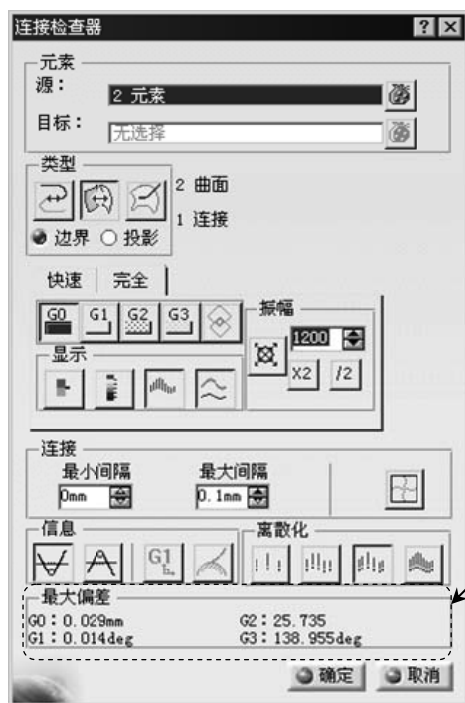 连接检查器
元素
源：
2 元素
目标：
无选择
类型
2 曲面
1 连接
边界 投影
快速 完全
G0 G1 G2 G3
振幅
1200
X2 /2
显示
连接
最小间隔 最大间隔
0mm 0.1mm
信息
G1
离散化
最大偏差
G0：0.029mm G2：25.735
G1：0.014deg G3：138.955deg
确定 取消